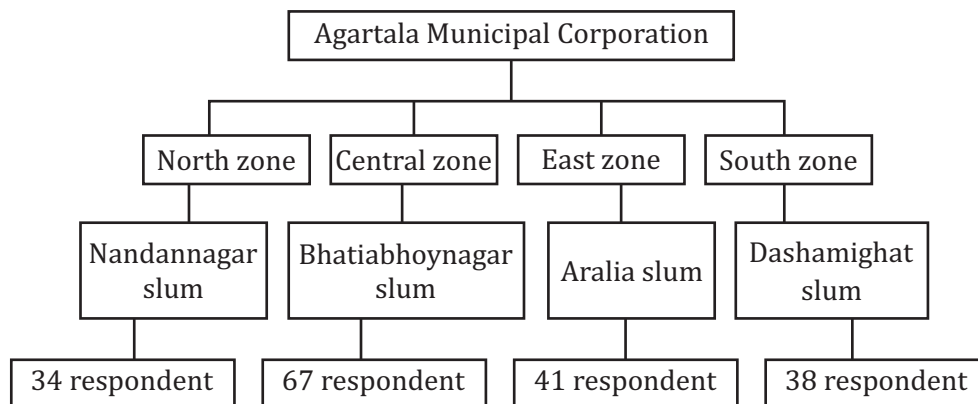 Agartala Municipal Corporation
North zone
Central zone
East zone
South zone
Nandannagar
slum
Bhatiabhoynagar
slum
Aralia slum
Dashamighat
slum
34 respondent
67 respondent
41 respondent
38 respondent